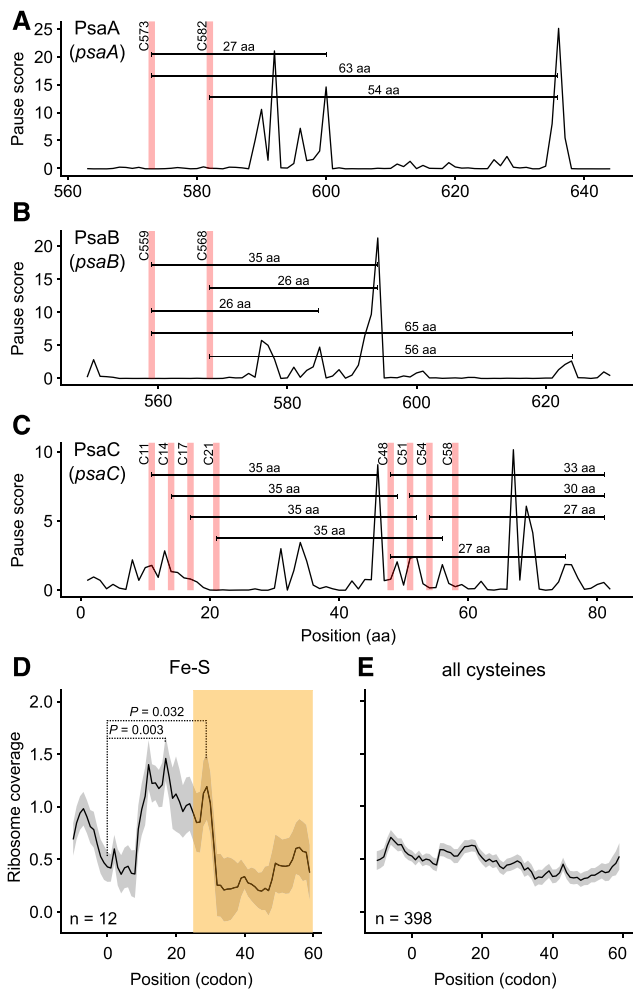 A
PsaA
(psaA)
C573
C582
27 aa
63 aa
54 aa
Pause score
25
20
15
10
5
0
560
580
600
620
640
B
PsaB
(psaB)
C559
C568
35 aa
26 aa
26 aa
65 aa
56 aa
Pause score
20
15
10
5
0
560
580
600
620
C
PsaC
(psaC)
C11
C14
C17
C21
C48
C51
C54
C58
35 aa
33 aa
35 aa
30 aa
35 aa
27 aa
35 aa
27 aa
Pause score
10
5
0
0
20
40
60
80
Position (aa)
D
Fe-S
P = 0.032
P = 0.003
Ribosome coverage
2.0
1.5
1.0
0.5
0.0
n = 12
0
20
40
60
Position (codon)
E
all cysteines
n = 398
0
20
40
60
Position (codon)